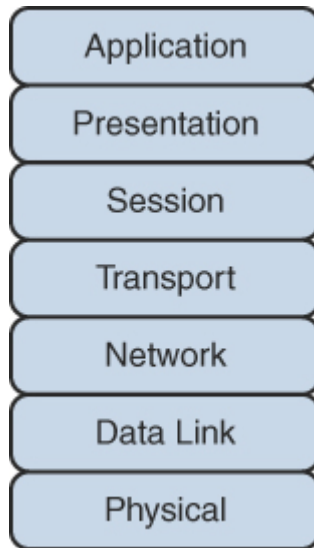 Application
Presentation
Session
Transport
Network
Data Link
Physical